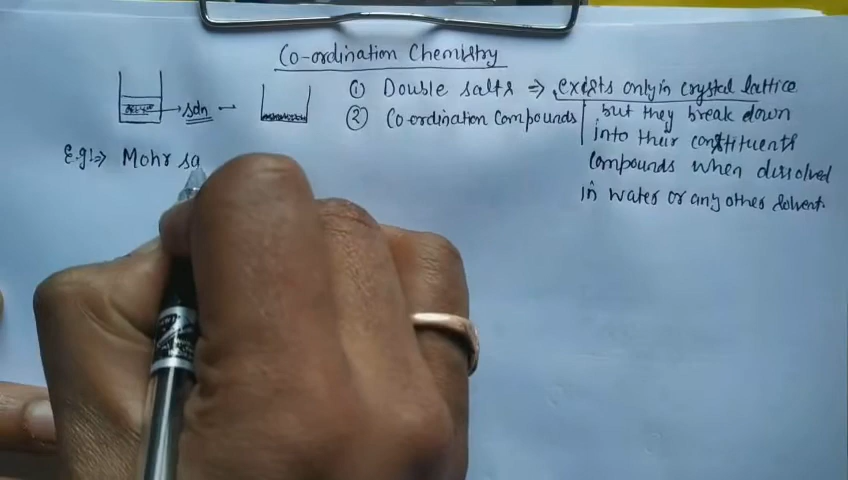 Co-ordination Chemistry
① Double salts ⇒ exists only in crystal lattice
but they break down
into their constituents
compounds when dissolved
in water or any other solvent.
② Co-ordination Compounds
soln
E.g:⇒ Mohr sa